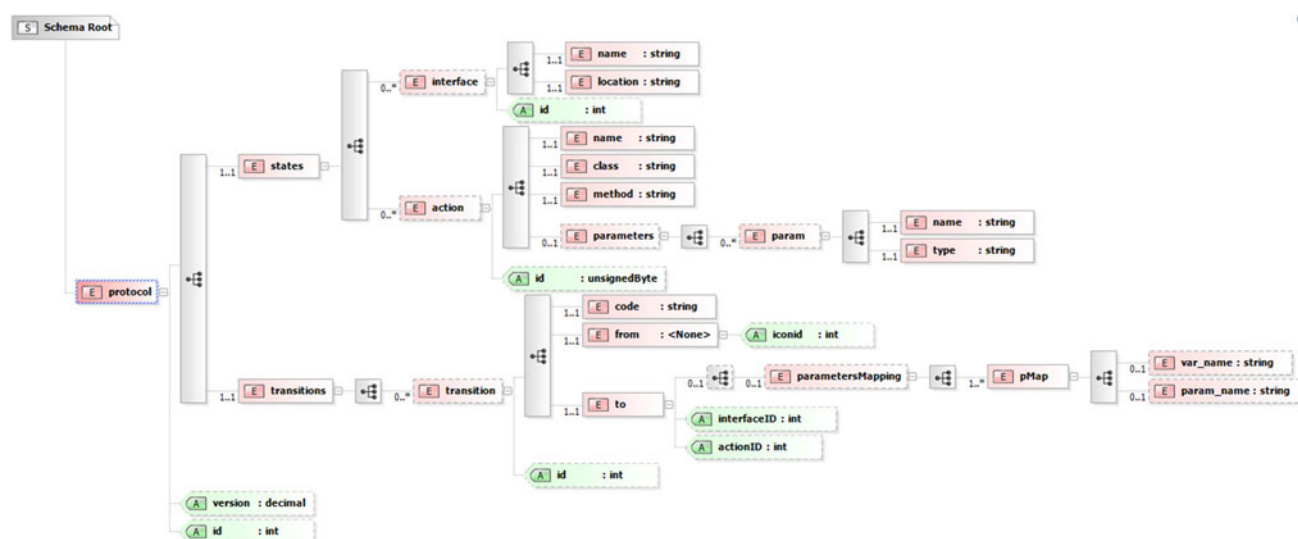 S Schema Root
E name : string
1..1
E interface
0..*
E location : string
1..1
A id : int
E name : string
1..1
E states
1..1
E class : string
1..1
E method : string
1..1
E action
0..*
E parameters
0..1
E param
0..*
E name : string
1..1
E type : string
1..1
A id : unsignedByte
E protocol
E code : string
1..1
E from : <None>
1..1
A iconid : int
E transitions
1..1
E transition
0..*
E to
1..1
0..1
E parametersMapping
0..1
E pMap
1..*
E var_name : string
0..1
E param_name : string
0..1
A interfaceID : int
A actionID : int
A id : int
A version : decimal
A id : int